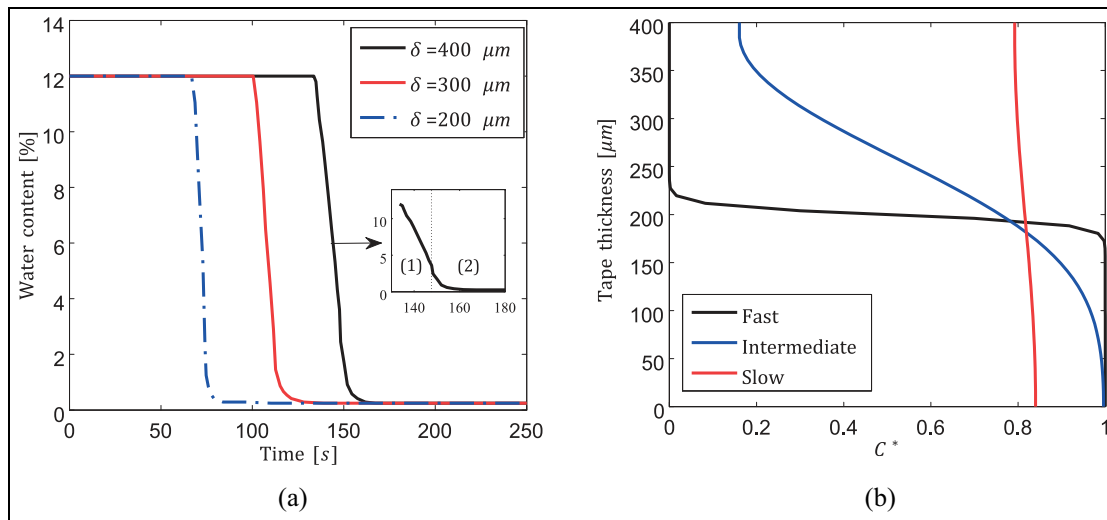 14
12
10
8
6
4
2
0
Water content [%]
0 50 100 150 200 250
Time [s]
δ =400 μm
δ =300 μm
δ =200 μm
10
5
0
(1) (2)
140 160 180
(a)
400
350
300
250
200
150
100
50
0
Tape thickness [μm]
Fast
Intermediate
Slow
0 0.2 0.4 0.6 0.8 1
C *
(b)